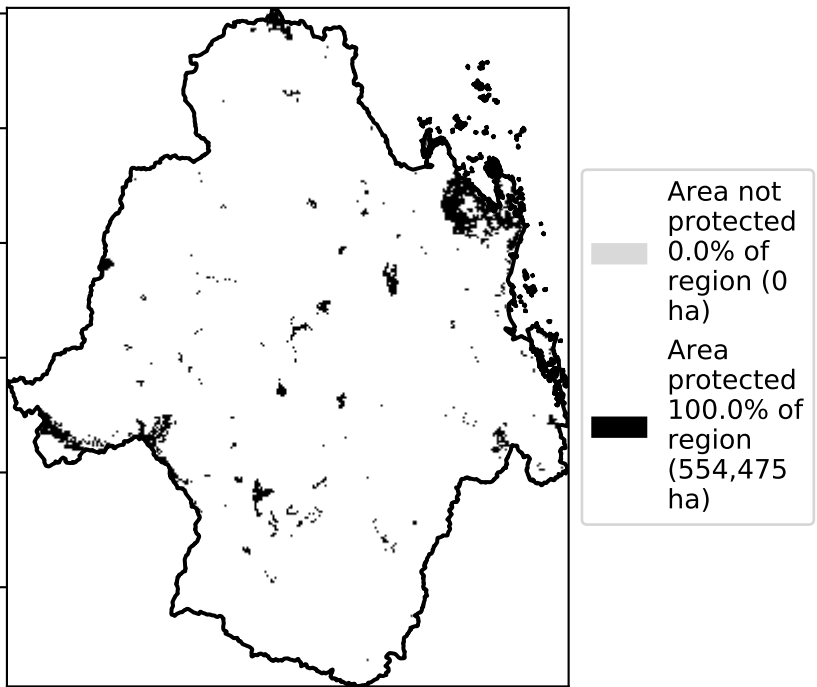 Area not
protected
0.0% of
region (0
ha)
Area
protected
100.0% of
region
(554,475
ha)